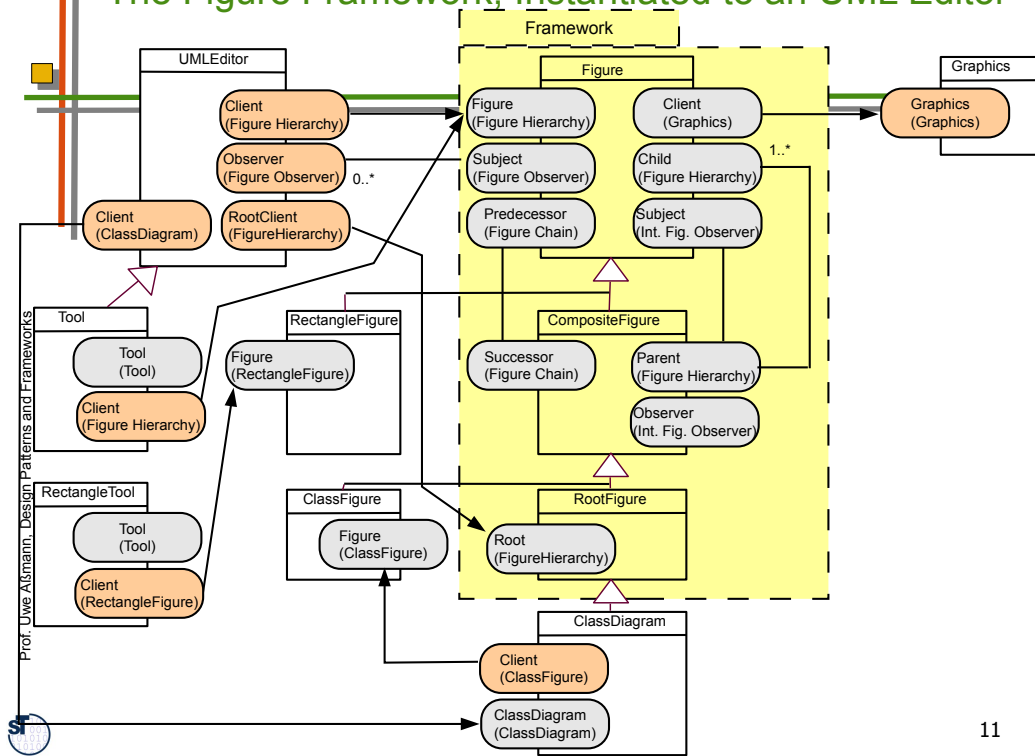 The Figure Framework, Instantiated to an UML Editor
Framework
UMLEditor
Client
(Figure Hierarchy)
Observer
(Figure Observer)
0..*
Client
(ClassDiagram)
RootClient
(FigureHierarchy)
Figure
Figure
(Figure Hierarchy)
Client
(Graphics)
Subject
(Figure Observer)
Child
(Figure Hierarchy)
1..*
Predecessor
(Figure Chain)
Subject
(Int. Fig. Observer)
Graphics
Graphics
(Graphics)
Tool
Tool
(Tool)
Client
(Figure Hierarchy)
RectangleFigure
Figure
(RectangleFigure)
CompositeFigure
Successor
(Figure Chain)
Parent
(Figure Hierarchy)
Observer
(Int. Fig. Observer)
RectangleTool
Tool
(Tool)
Client
(RectangleFigure)
ClassFigure
Figure
(ClassFigure)
RootFigure
Root
(FigureHierarchy)
ClassDiagram
Client
(ClassFigure)
ClassDiagram
(ClassDiagram)
Prof. Uwe Aßmann, Design Patterns and Frameworks
ST
11